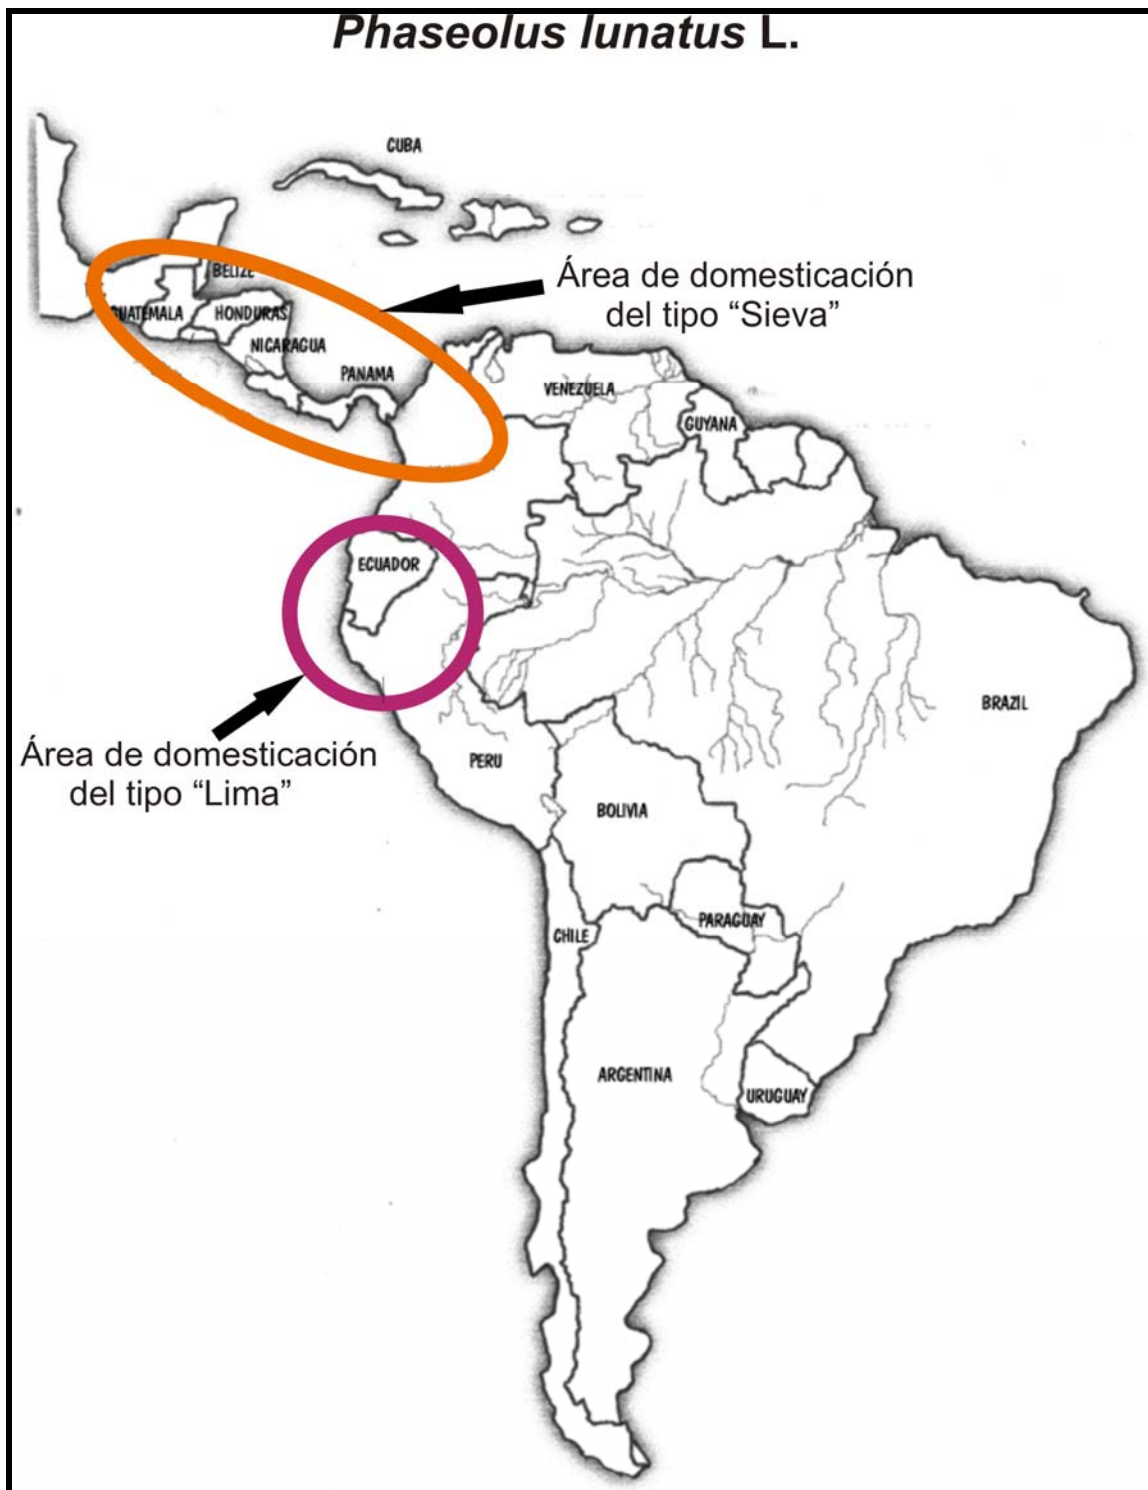 Phaseolus lunatus L.
CUBA
Área de domesticación
del tipo “Sieva”
BELIZE
GUATEMALA
HONDURAS
NICARAGUA
PANAMA
VENEZUELA
GUYANA
ECUADOR
BRAZIL
Área de domesticación
del tipo “Lima”
PERU
BOLIVIA
PARAGUAY
CHILE
ARGENTINA
URUGUAY